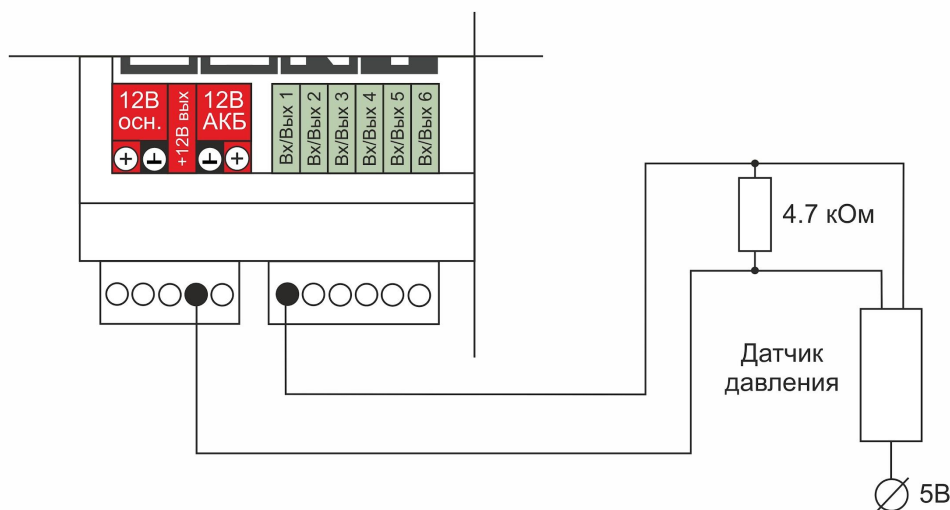 12В
осн.
+12В вых
12В
АКБ
Вх/Вых 1
Вх/Вых 2
Вх/Вых 3
Вх/Вых 4
Вх/Вых 5
Вх/Вых 6
4.7 кОм
Датчик
давления
5В